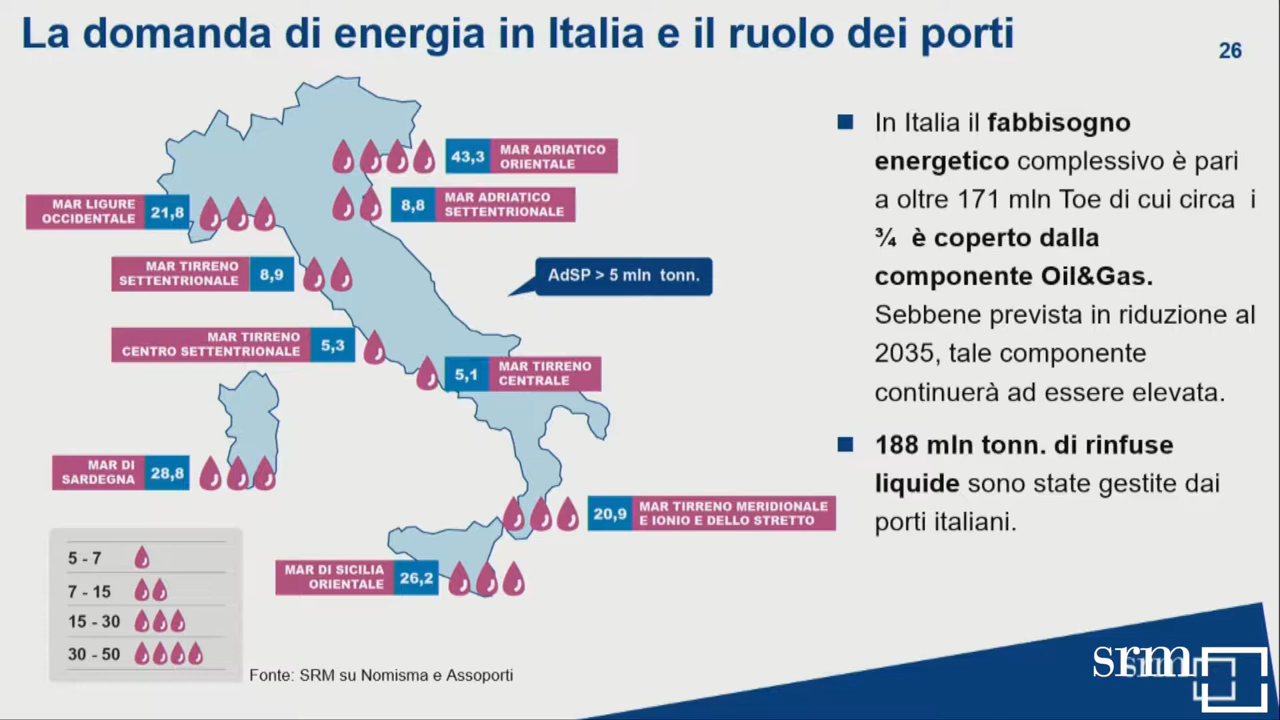 La domanda di energia in Italia e il ruolo dei porti
26
43,3 MAR ADRIATICO
ORIENTALE
8,8 MAR ADRIATICO
SETTENTRIONALE
MAR LIGURE
OCCIDENTALE 21,8
MAR TIRRENO
SETTENTRIONALE 8,9
AdSP > 5 mln tonn.
MAR TIRRENO
CENTRO SETTENTRIONALE 5,3
5,1 MAR TIRRENO
CENTRALE
MAR DI
SARDEGNA 28,8
20,9 MAR TIRRENO MERIDIONALE
E IONIO E DELLO STRETTO
MAR DI SICILIA
ORIENTALE 26,2
5 - 7
7 - 15
15 - 30
30 - 50
Fonte: SRM su Nomisma e Assoporti
In Italia il fabbisogno
energetico complessivo è pari
a oltre 171 mln Toe di cui circa i
¾ è coperto dalla
componente Oil&Gas.
Sebbene prevista in riduzione al
2035, tale componente
continuerà ad essere elevata.
188 mln tonn. di rinfuse
liquide sono state gestite dai
porti italiani.
srm
srm